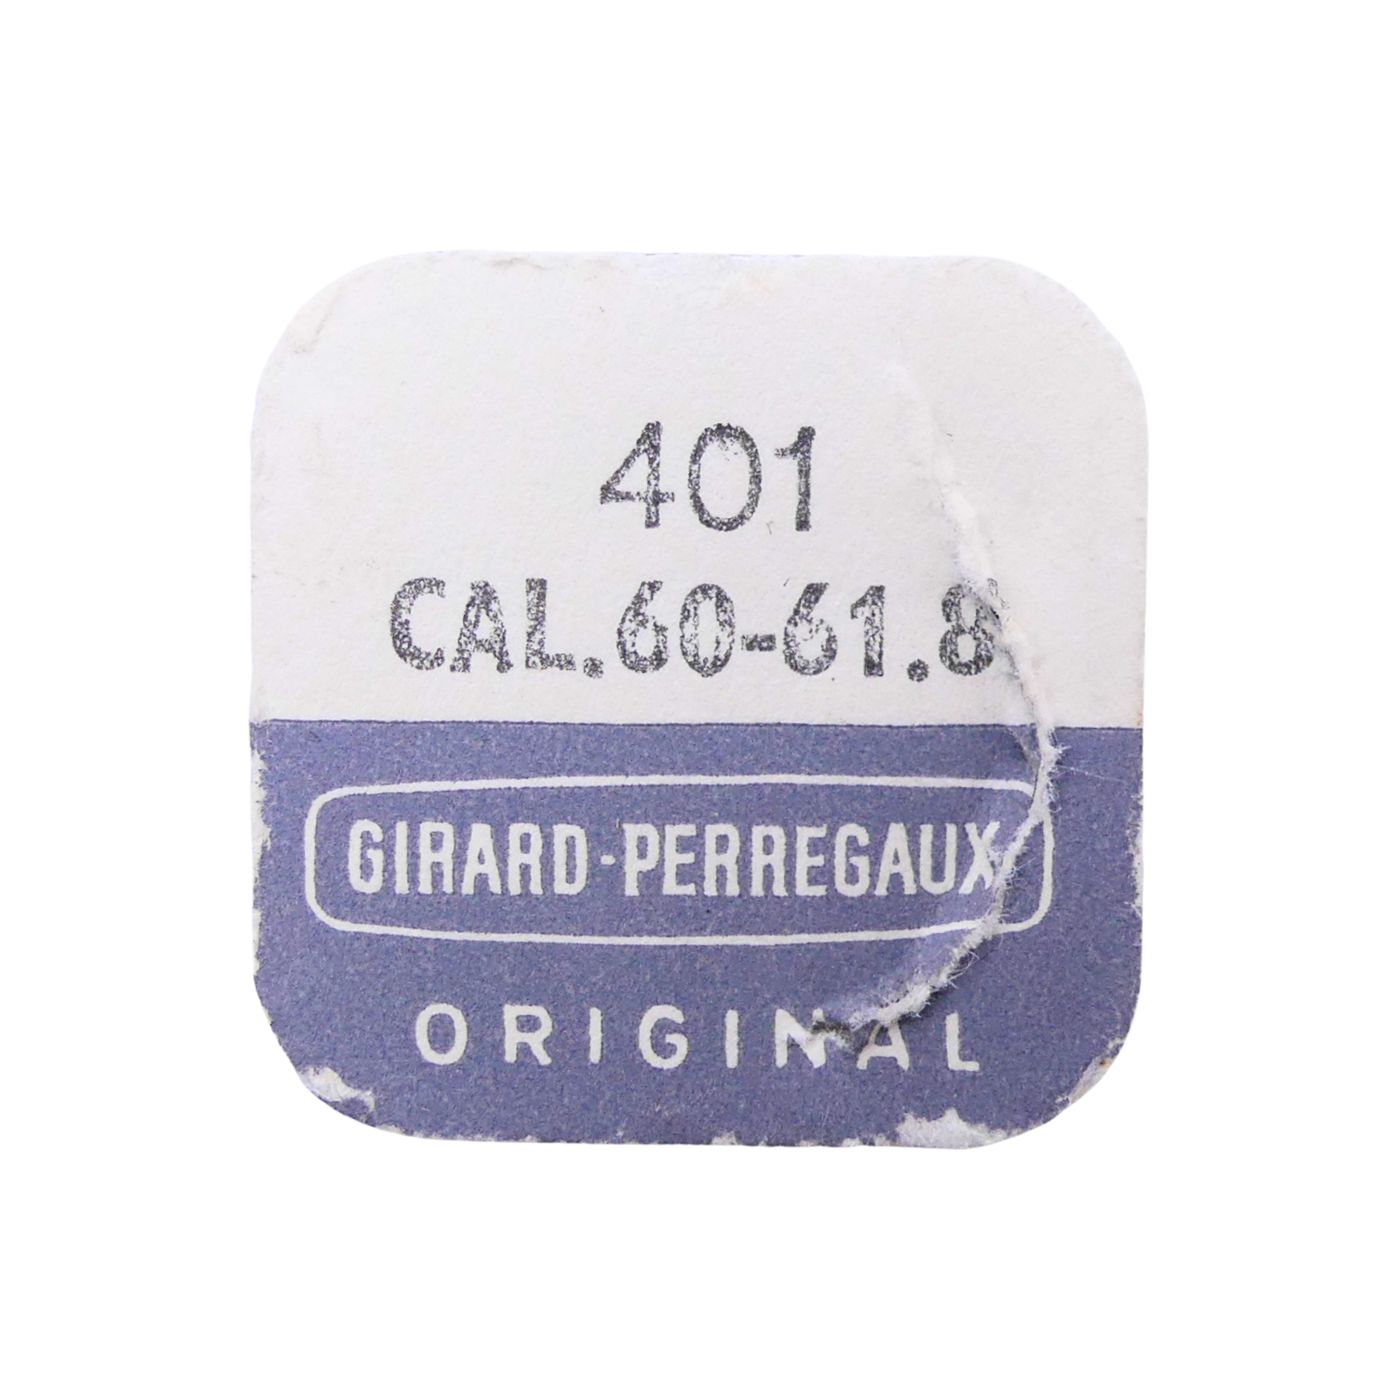 401
CAL.60-61.8
GIRARD-PERREGAUX
ORIGINAL